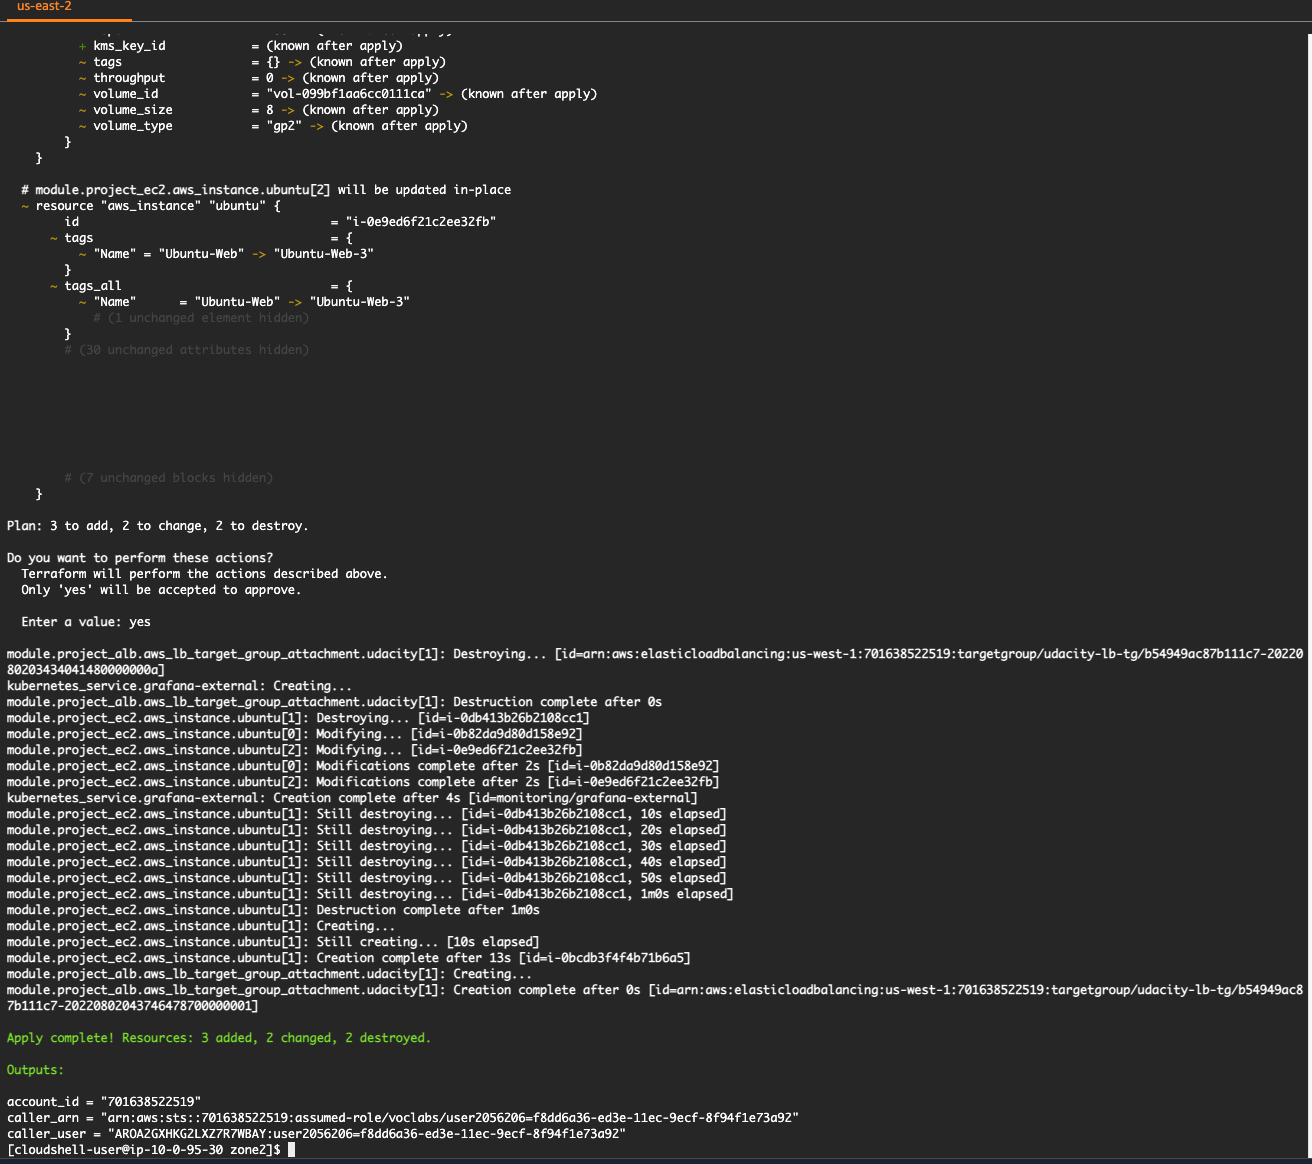 us-east-2
+ kms_key_id = (known after apply)
~ tags = {} -> (known after apply)
~ throughput = 0 -> (known after apply)
~ volume_id = "vol-099bf1aa6cc0111ca" -> (known after apply)
~ volume_size = 8 -> (known after apply)
~ volume_type = "gp2" -> (known after apply)
}
}
# module.project_ec2.aws_instance.ubuntu[2] will be updated in-place
~ resource "aws_instance" "ubuntu" {
id = "i-0e9ed6f21c2ee32fb"
~ tags = {
~ "Name" = "Ubuntu-Web" -> "Ubuntu-Web-3"
}
~ tags_all = {
~ "Name" = "Ubuntu-Web" -> "Ubuntu-Web-3"
# (1 unchanged element hidden)
}
# (30 unchanged attributes hidden)
# (7 unchanged blocks hidden)
}
Plan: 3 to add, 2 to change, 2 to destroy.
Do you want to perform these actions?
Terraform will perform the actions described above.
Only 'yes' will be accepted to approve.
Enter a value: yes
module.project_alb.aws_lb_target_group_attachment.udacity[1]: Destroying... [id=arn:aws:elasticloadbalancing:us-west-1:701638522519:targetgroup/udacity-lb-tg/b54949ac87b111c7-20220
802034340414800000000a]
kubernetes_service.grafana-external: Creating...
module.project_alb.aws_lb_target_group_attachment.udacity[1]: Destruction complete after 0s
module.project_ec2.aws_instance.ubuntu[1]: Destroying... [id=i-0db413b26b2108cc1]
module.project_ec2.aws_instance.ubuntu[0]: Modifying... [id=i-0b82da9d80d158e92]
module.project_ec2.aws_instance.ubuntu[2]: Modifying... [id=i-0e9ed6f21c2ee32fb]
module.project_ec2.aws_instance.ubuntu[0]: Modifications complete after 2s [id=i-0b82da9d80d158e92]
module.project_ec2.aws_instance.ubuntu[2]: Modifications complete after 2s [id=i-0e9ed6f21c2ee32fb]
kubernetes_service.grafana-external: Creation complete after 4s [id=monitoring/grafana-external]
module.project_ec2.aws_instance.ubuntu[1]: Still destroying... [id=i-0db413b26b2108cc1, 10s elapsed]
module.project_ec2.aws_instance.ubuntu[1]: Still destroying... [id=i-0db413b26b2108cc1, 20s elapsed]
module.project_ec2.aws_instance.ubuntu[1]: Still destroying... [id=i-0db413b26b2108cc1, 30s elapsed]
module.project_ec2.aws_instance.ubuntu[1]: Still destroying... [id=i-0db413b26b2108cc1, 40s elapsed]
module.project_ec2.aws_instance.ubuntu[1]: Still destroying... [id=i-0db413b26b2108cc1, 50s elapsed]
module.project_ec2.aws_instance.ubuntu[1]: Still destroying... [id=i-0db413b26b2108cc1, 1m0s elapsed]
module.project_ec2.aws_instance.ubuntu[1]: Destruction complete after 1m0s
module.project_ec2.aws_instance.ubuntu[1]: Creating...
module.project_ec2.aws_instance.ubuntu[1]: Still creating... [10s elapsed]
module.project_ec2.aws_instance.ubuntu[1]: Creation complete after 13s [id=i-0bcdb3f4f4b71b6a5]
module.project_alb.aws_lb_target_group_attachment.udacity[1]: Creating...
module.project_alb.aws_lb_target_group_attachment.udacity[1]: Creation complete after 0s [id=arn:aws:elasticloadbalancing:us-west-1:701638522519:targetgroup/udacity-lb-tg/b54949ac8
7b111c7-20220802043746478700000001]
Apply complete! Resources: 3 added, 2 changed, 2 destroyed.
Outputs:
account_id = "701638522519"
caller_arn = "arn:aws:sts::701638522519:assumed-role/voclabs/user2056206=f8dd6a36-ed3e-11ec-9ecf-8f94f1e73a92"
caller_user = "AROA2GXHKG2LXZ7R7WBAY:user2056206=f8dd6a36-ed3e-11ec-9ecf-8f94f1e73a92"
[cloudshell-user@ip-10-0-95-30 zone2]$